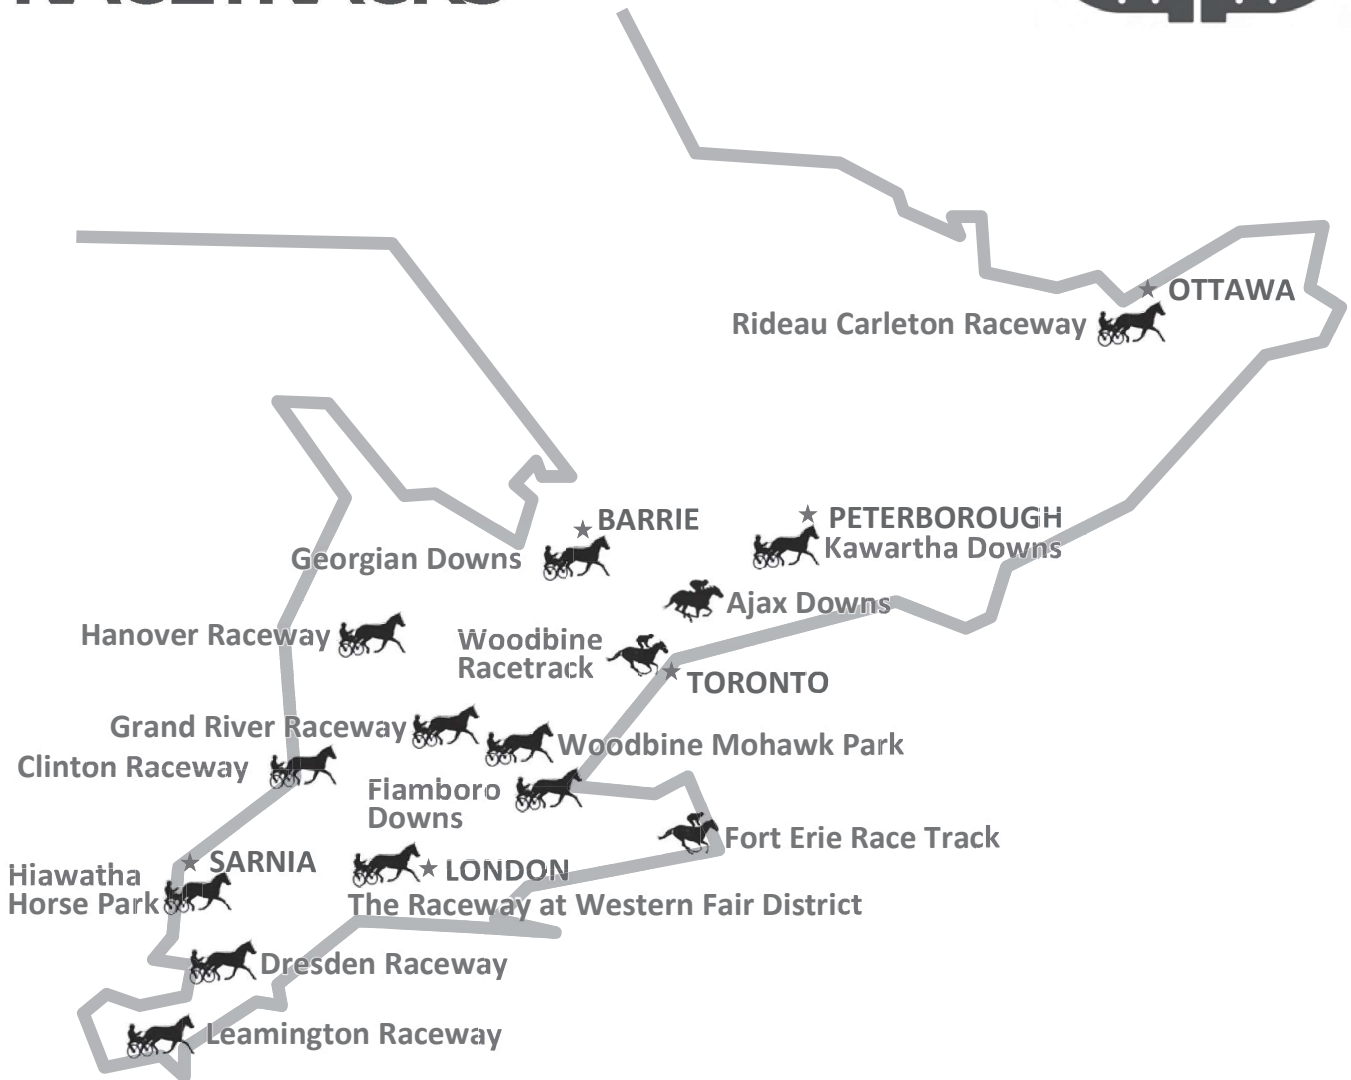 RACETRACKS
OTTAWA
Rideau Carleton Raceway
BARRIE
PETERBOROUGH
Georgian Downs
Kawartha Downs
Ajax Downs
Hanover Raceway
Woodbine
Racetrack
TORONTO
Grand River Raceway
Woodbine Mohawk Park
Clinton Raceway
Flamboro
Downs
Fort Erie Race Track
SARNIA
LONDON
Hiawatha
Horse Park
The Raceway at Western Fair District
Dresden Raceway
Leamington Raceway